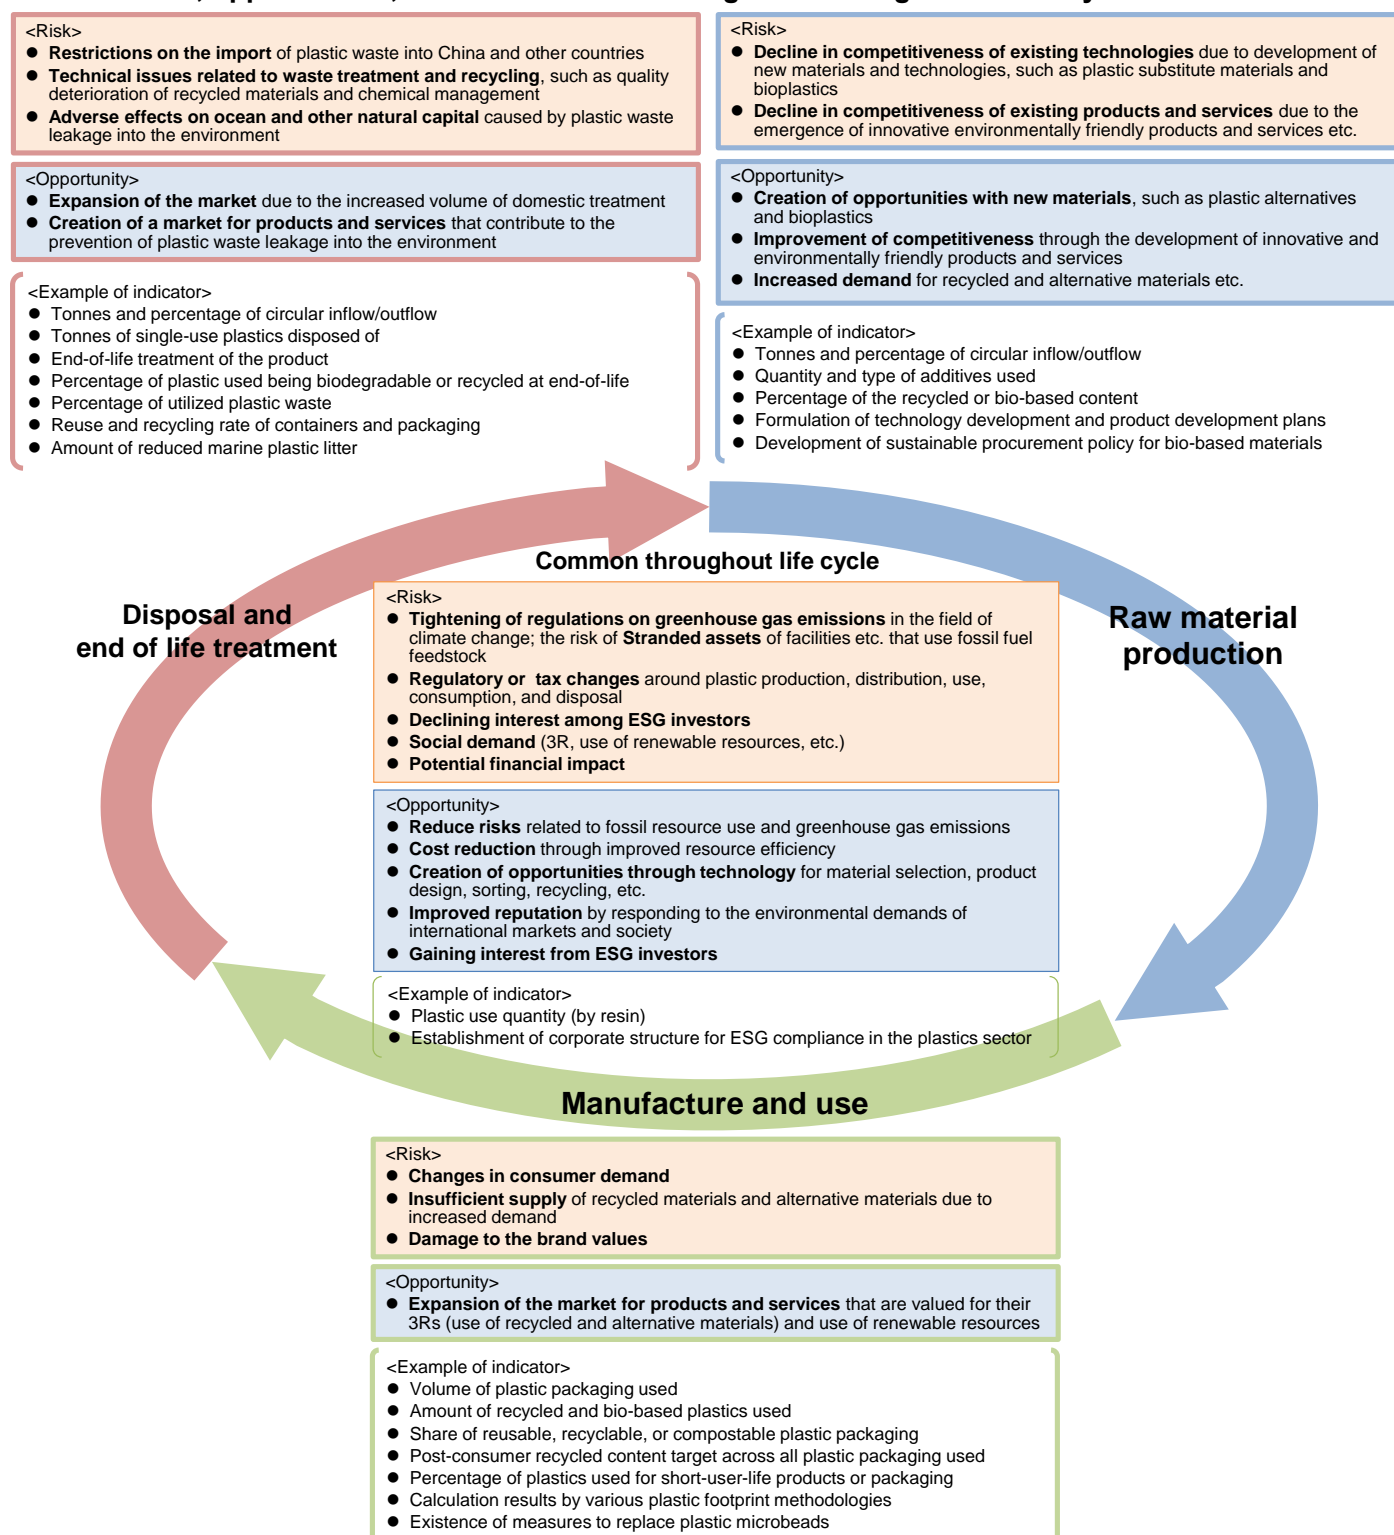 <Risk>
● Restrictions on the import of plastic waste into China and other countries
● Technical issues related to waste treatment and recycling, such as quality
deterioration of recycled materials and chemical management
● Adverse effects on ocean and other natural capital caused by plastic waste
leakage into the environment
<Opportunity>
● Expansion of the market due to the increased volume of domestic treatment
● Creation of a market for products and services that contribute to the
prevention of plastic waste leakage into the environment
<Example of indicator>
● Tonnes and percentage of circular inflow/outflow
● Tonnes of single-use plastics disposed of
● End-of-life treatment of the product
● Percentage of plastic used being biodegradable or recycled at end-of-life
● Percentage of utilized plastic waste
● Reuse and recycling rate of containers and packaging
● Amount of reduced marine plastic litter
<Risk>
● Decline in competitiveness of existing technologies due to development of
new materials and technologies, such as plastic substitute materials and
bioplastics
● Decline in competitiveness of existing products and services due to the
emergence of innovative environmentally friendly products and services etc.
<Opportunity>
● Creation of opportunities with new materials, such as plastic alternatives
and bioplastics
● Improvement of competitiveness through the development of innovative and
environmentally friendly products and services
● Increased demand for recycled and alternative materials etc.
<Example of indicator>
● Tonnes and percentage of circular inflow/outflow
● Quantity and type of additives used
● Percentage of the recycled or bio-based content
● Formulation of technology development and product development plans
● Development of sustainable procurement policy for bio-based materials
Disposal and
end of life treatment
Common throughout life cycle
<Risk>
● Tightening of regulations on greenhouse gas emissions in the field of
climate change; the risk of Stranded assets of facilities etc. that use fossil fuel
feedstock
● Regulatory or tax changes around plastic production, distribution, use,
consumption, and disposal
● Declining interest among ESG investors
● Social demand (3R, use of renewable resources, etc.)
● Potential financial impact
<Opportunity>
● Reduce risks related to fossil resource use and greenhouse gas emissions
● Cost reduction through improved resource efficiency
● Creation of opportunities through technology for material selection, product
design, sorting, recycling, etc.
● Improved reputation by responding to the environmental demands of
international markets and society
● Gaining interest from ESG investors
<Example of indicator>
● Plastic use quantity (by resin)
● Establishment of corporate structure for ESG compliance in the plastics sector
Raw material
production
Manufacture and use
<Risk>
● Changes in consumer demand
● Insufficient supply of recycled materials and alternative materials due to
increased demand
● Damage to the brand values
<Opportunity>
● Expansion of the market for products and services that are valued for their
3Rs (use of recycled and alternative materials) and use of renewable resources
<Example of indicator>
● Volume of plastic packaging used
● Amount of recycled and bio-based plastics used
● Share of reusable, recyclable, or compostable plastic packaging
● Post-consumer recycled content target across all plastic packaging used
● Percentage of plastics used for short-user-life products or packaging
● Calculation results by various plastic footprint methodologies
● Existence of measures to replace plastic microbeads